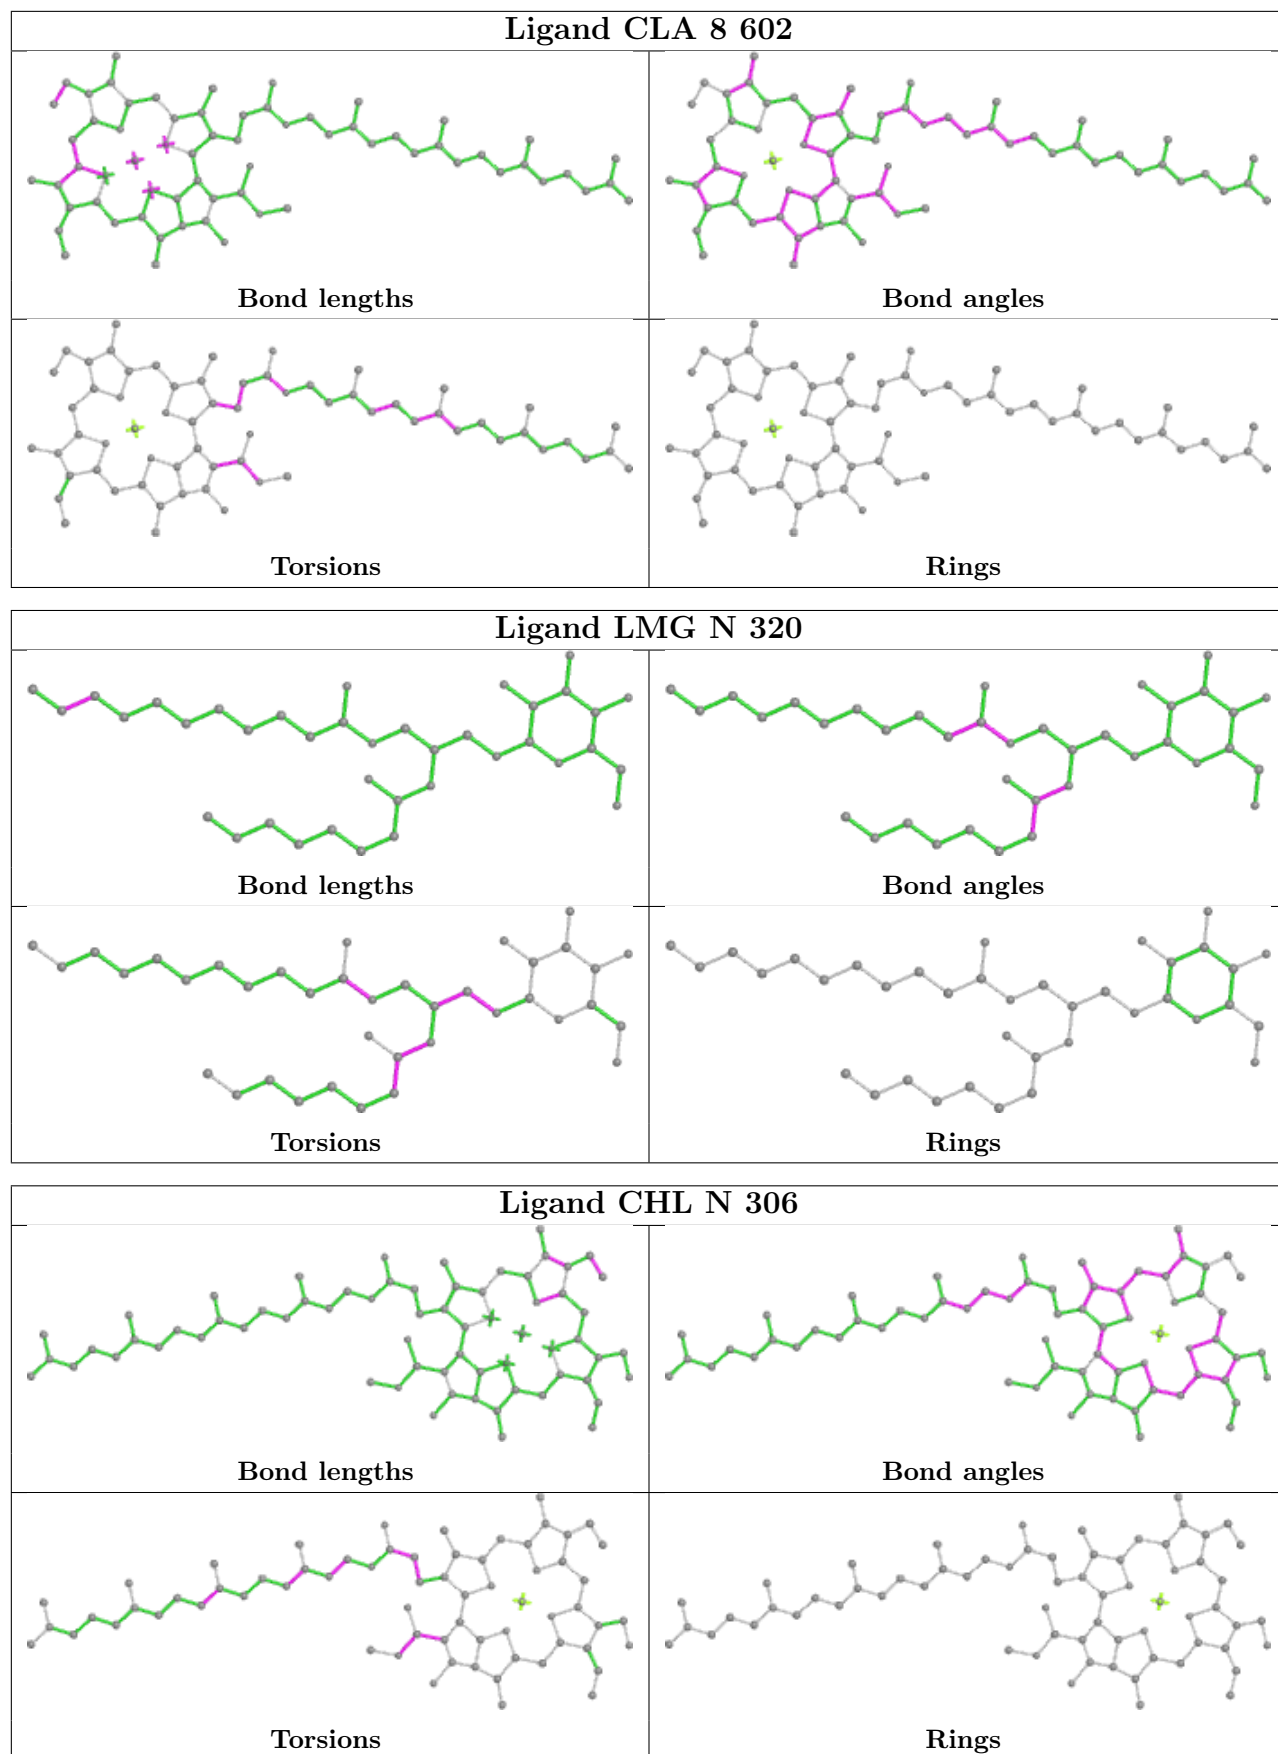 Ligand CLA 8 602
Bond lengths
Bond angles
Torsions
Rings
Ligand LMG N 320
Bond lengths
Bond angles
Torsions
Rings
Ligand CHL N 306
Bond lengths
Bond angles
Torsions
Rings